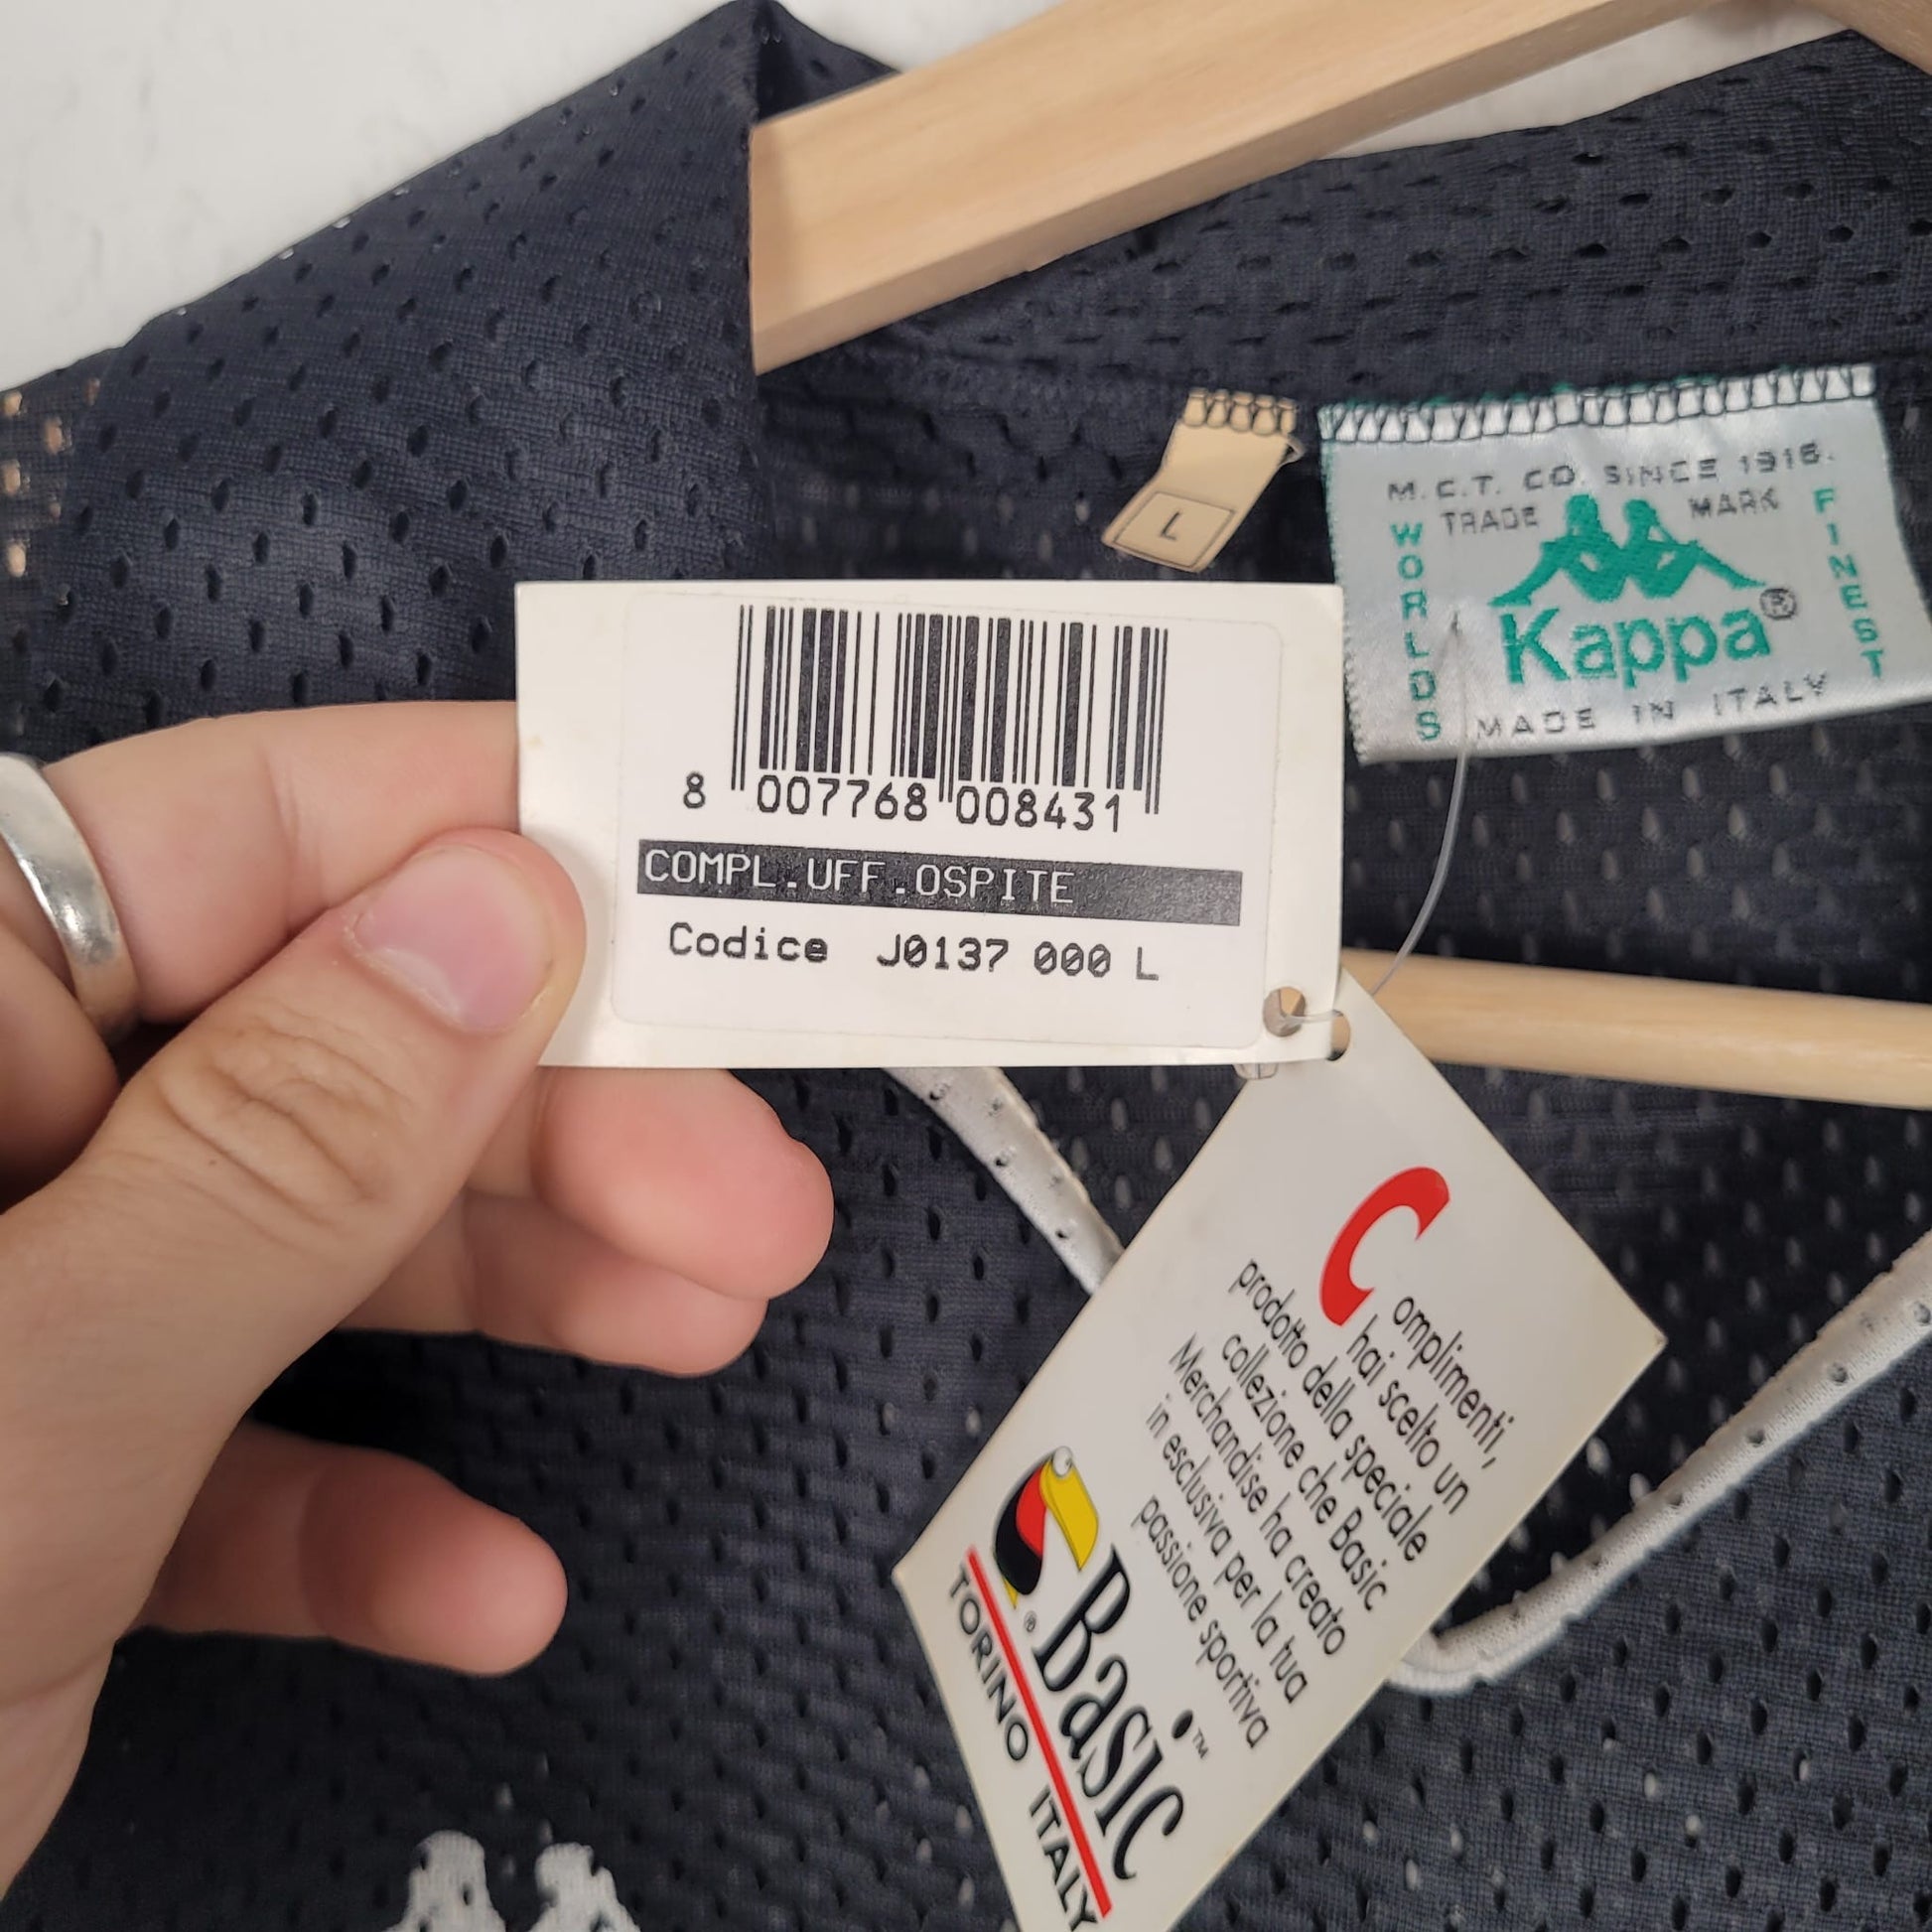 L
M.C.T. CO. SINCE 1916.
TRADE MARK
WORLDS
FINEST
Kappa®
MADE IN ITALY
8 007768 008431
COMPL.UFF.OSPITE
Codice J0137 000 L
Complimenti,
hai scelto un
prodotto della speciale
collezione che Basic
Merchandise ha creato
in esclusiva per la tua
passione sportiva
® Basic™
TORINO ITALY